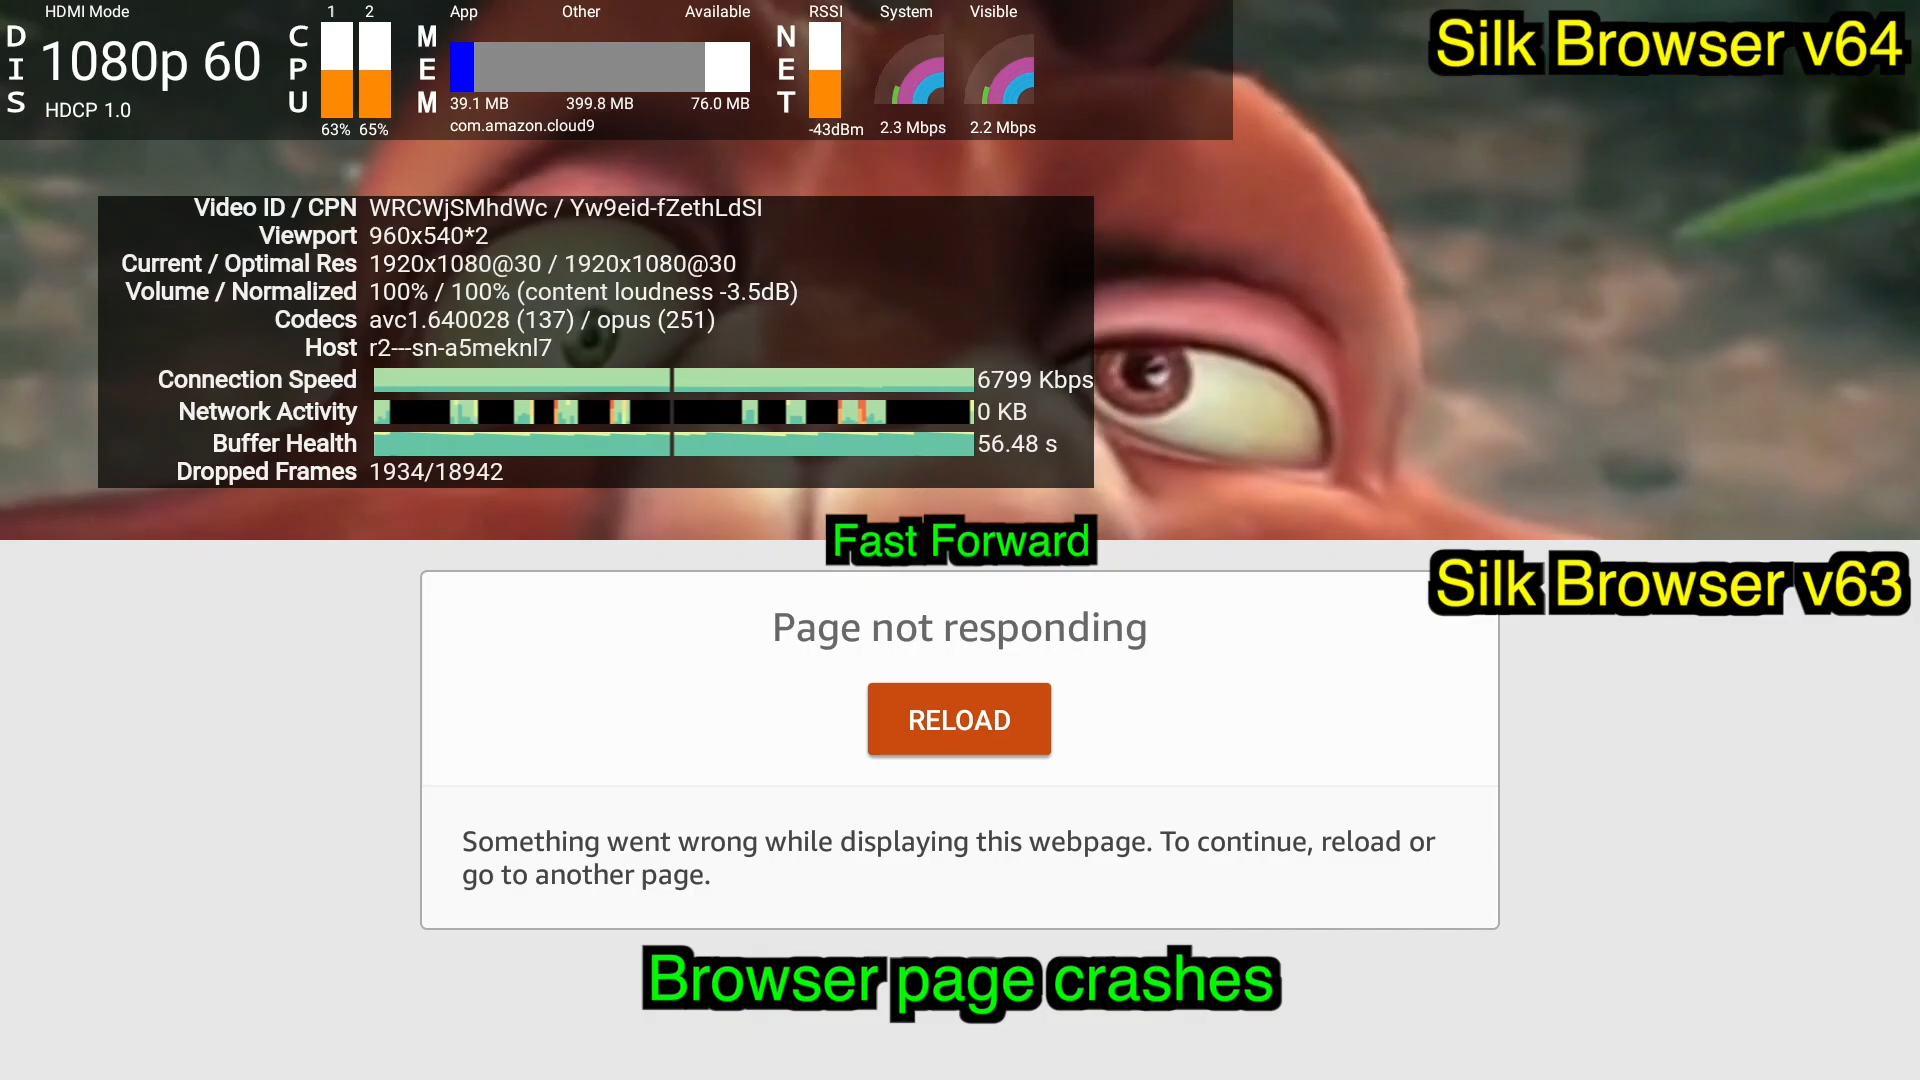 HDMI Mode
DIS
1080p 60
HDCP 1.0
CPU
1 2
63% 65%
MEM
App Other Available
39.1 MB 399.8 MB 76.0 MB
com.amazon.cloud9
NET
RSSI System Visible
-43dBm 2.3 Mbps 2.2 Mbps
Silk Browser v64
Video ID / CPN WRCWjSMhdWc / Yw9eid-fZethLdSI
Viewport 960x540*2
Current / Optimal Res 1920x1080@30 / 1920x1080@30
Volume / Normalized 100% / 100% (content loudness -3.5dB)
Codecs avc1.640028 (137) / opus (251)
Host r2---sn-a5meknl7
Connection Speed 6799 Kbps
Network Activity 0 KB
Buffer Health 56.48 s
Dropped Frames 1934/18942
Fast Forward
Silk Browser v63
Page not responding
RELOAD
Something went wrong while displaying this webpage. To continue, reload or
go to another page.
Browser page crashes